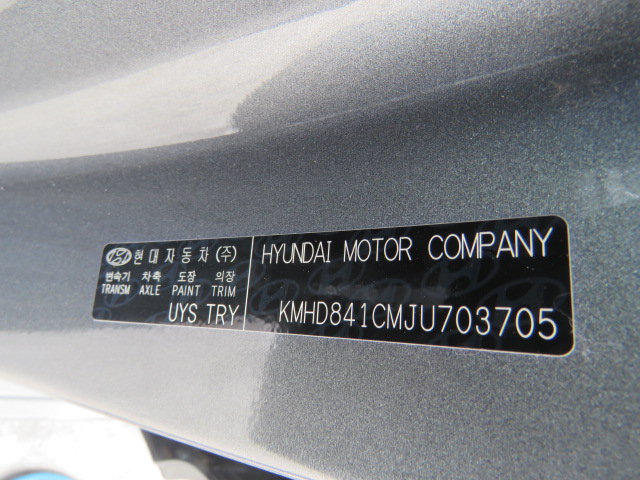 현대자동차(주)
변속기 차축 도장 의장
TRANSM AXLE PAINT TRIM
UYS TRY
HYUNDAI MOTOR COMPANY
KMHD841CMJU703705